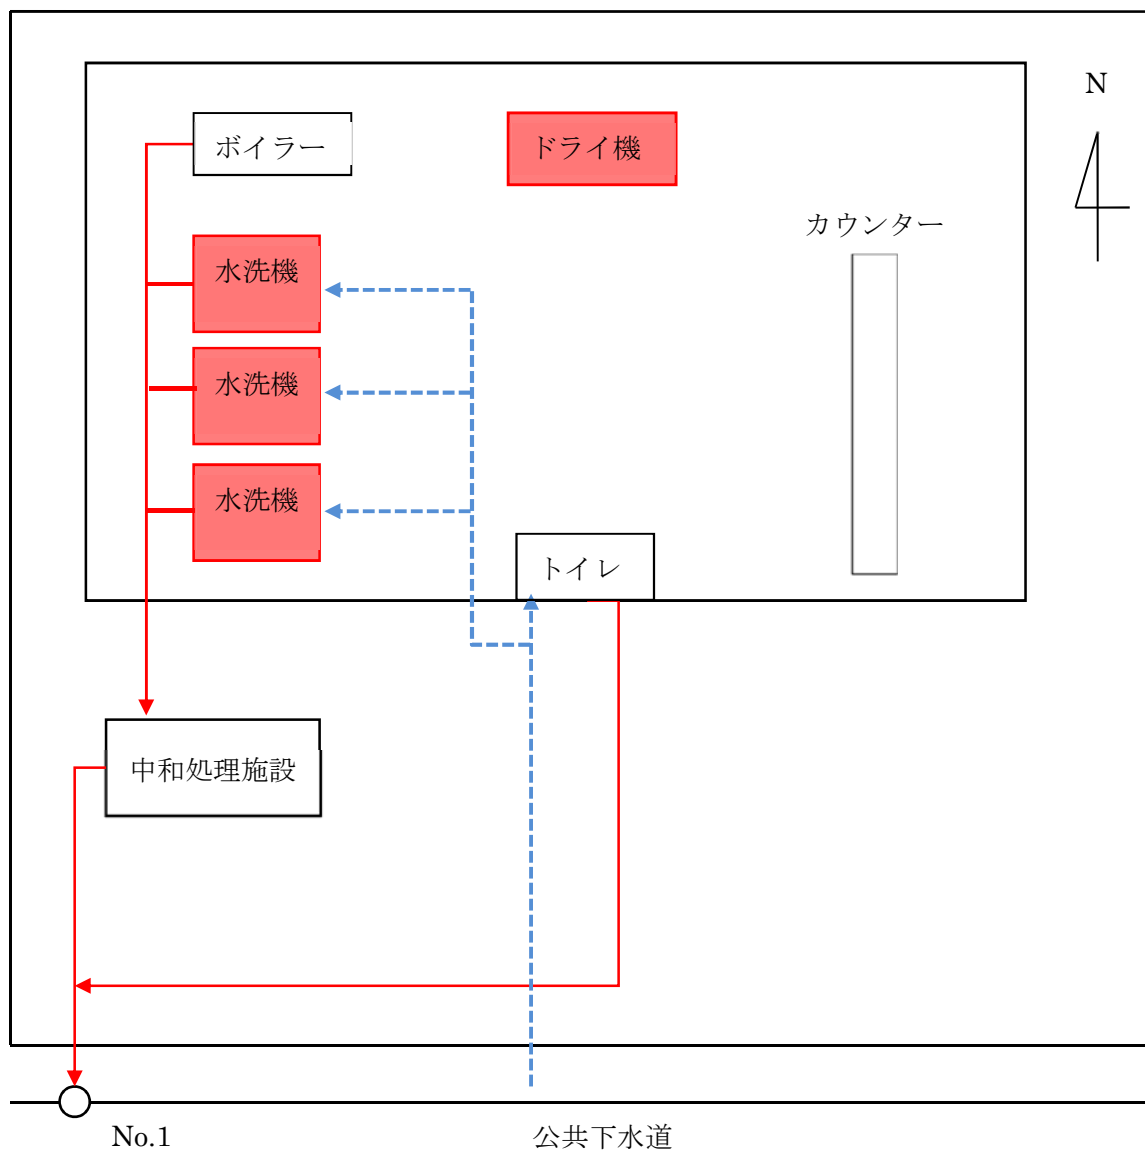 N
ボイラー
ドライ機
カウンター
水洗機
水洗機
水洗機
トイレ
中和処理施設
No.1
公共下水道